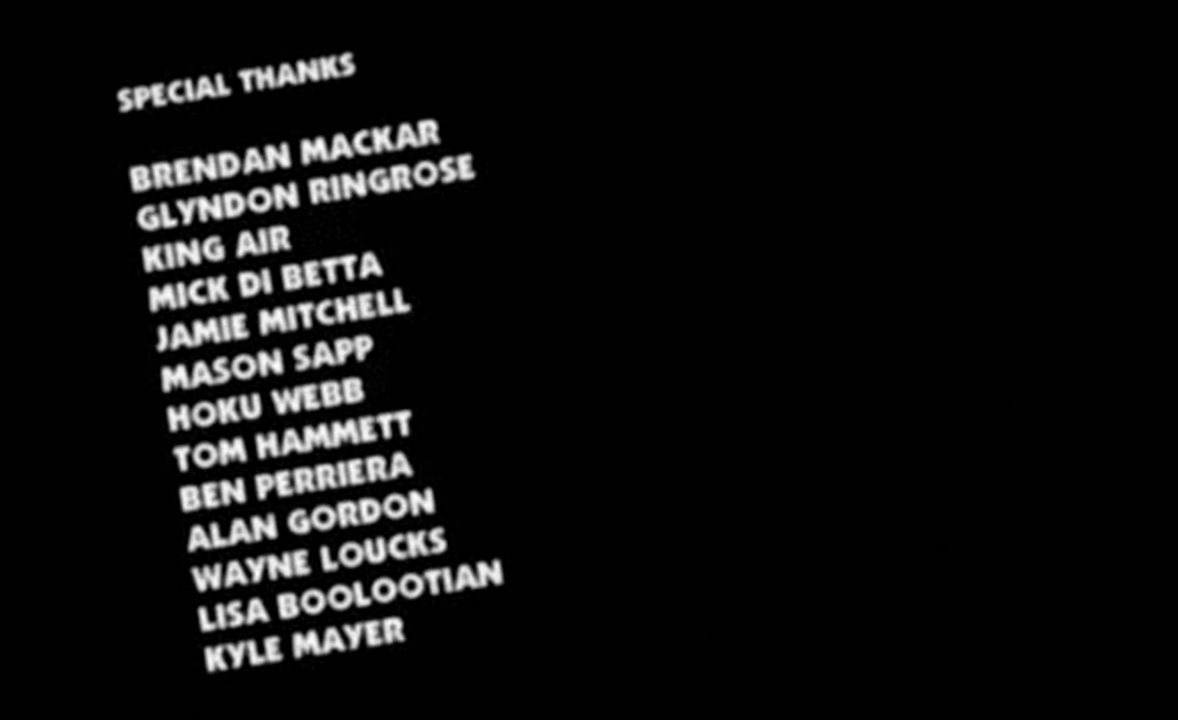 SPECIAL THANKS
BRENDAN MACKAR
GLYNDON RINGROSE
KING AIR
MICK DI BETTA
JAMIE MITCHELL
MASON SAPP
HOKU WEBB
TOM HAMMETT
BEN PERRIERA
ALAN GORDON
WAYNE LOUCKS
LISA BOOLOOTIAN
KYLE MAYER